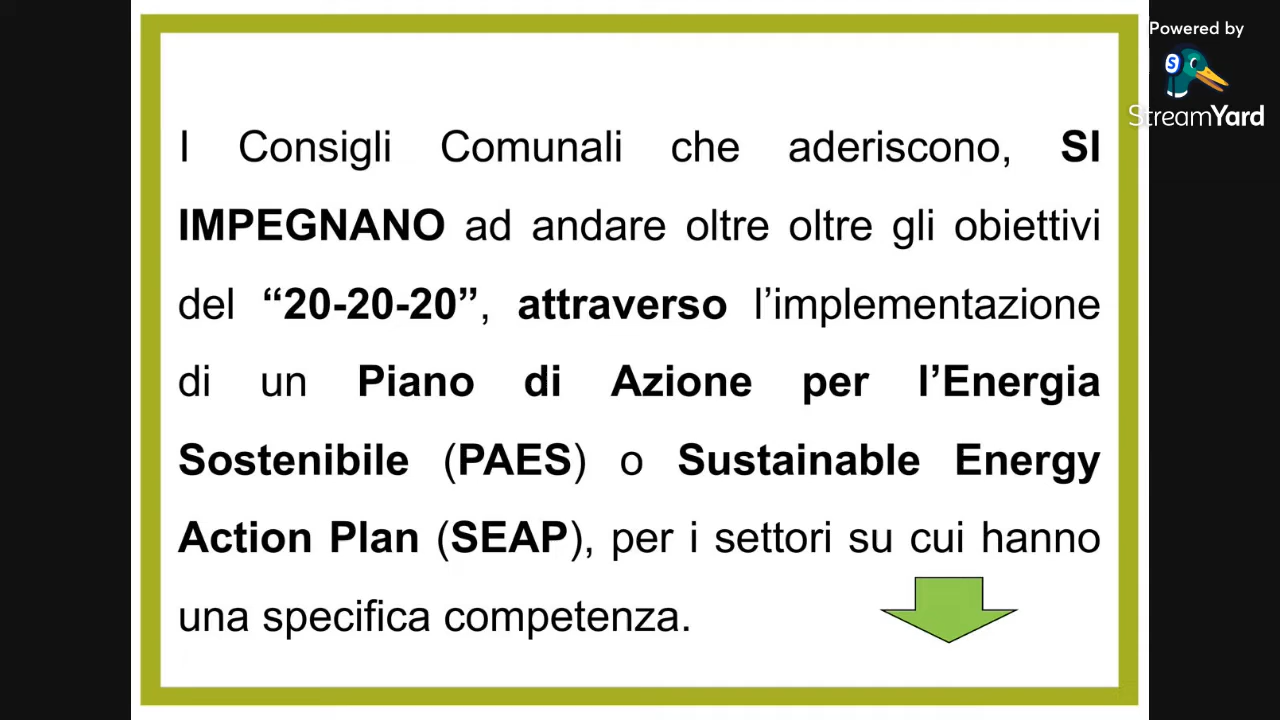 I Consigli Comunali che aderiscono, SI
IMPEGNANO ad andare oltre oltre gli obiettivi
del “20-20-20”, attraverso l’implementazione
di un Piano di Azione per l’Energia
Sostenibile (PAES) o Sustainable Energy
Action Plan (SEAP), per i settori su cui hanno
una specifica competenza.
Powered by
S
StreamYard